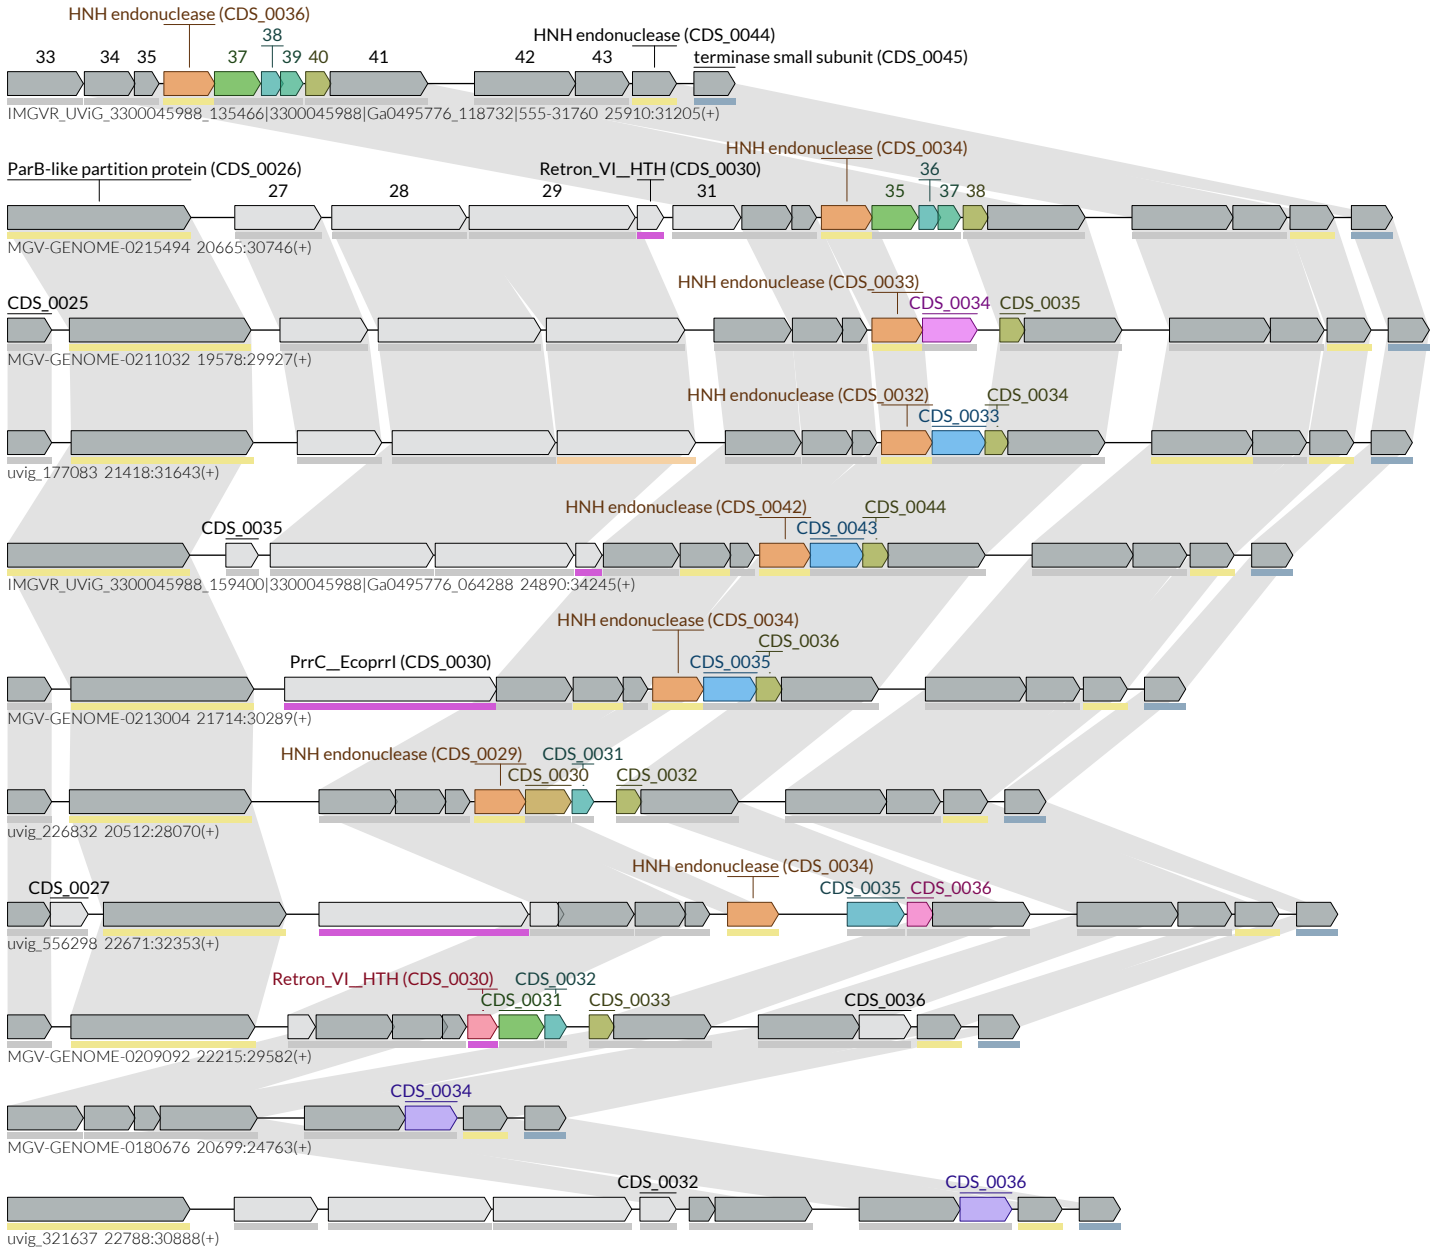 HNH endonuclease (CDS_0036)
38
HNH endonuclease (CDS_0044)
33 34 35 37 39 40 41 42 43 terminase small subunit (CDS_0045)
IMGVR_UViG_3300045988_135466|3300045988|Ga0495776_118732|555-31760 25910:31205(+)
HNH endonuclease (CDS_0034)
ParB-like partition protein (CDS_0026) Retron_VI__HTH (CDS_0030) 36
27 28 29 31 35 37 38
MGV-GENOME-0215494 20665:30746(+)
HNH endonuclease (CDS_0033)
CDS_0025 CDS_0034 CDS_0035
MGV-GENOME-0211032 19578:29927(+)
HNH endonuclease (CDS_0032) CDS_0034
CDS_0033
uvig_177083 21418:31643(+)
HNH endonuclease (CDS_0042) CDS_0044
CDS_0035 CDS_0043
IMGVR_UViG_3300045988_159400|3300045988|Ga0495776_064288 24890:34245(+)
HNH endonuclease (CDS_0034)
CDS_0036
PrrC__EcoprrI (CDS_0030) CDS_0035
MGV-GENOME-0213004 21714:30289(+)
HNH endonuclease (CDS_0029) CDS_0031
CDS_0030 CDS_0032
uvig_226832 20512:28070(+)
HNH endonuclease (CDS_0034)
CDS_0027 CDS_0035 CDS_0036
uvig_556298 22671:32353(+)
Retron_VI__HTH (CDS_0030) CDS_0032
CDS_0031 CDS_0033 CDS_0036
MGV-GENOME-0209092 22215:29582(+)
CDS_0034
MGV-GENOME-0180676 20699:24763(+)
CDS_0032 CDS_0036
uvig_321637 22788:30888(+)